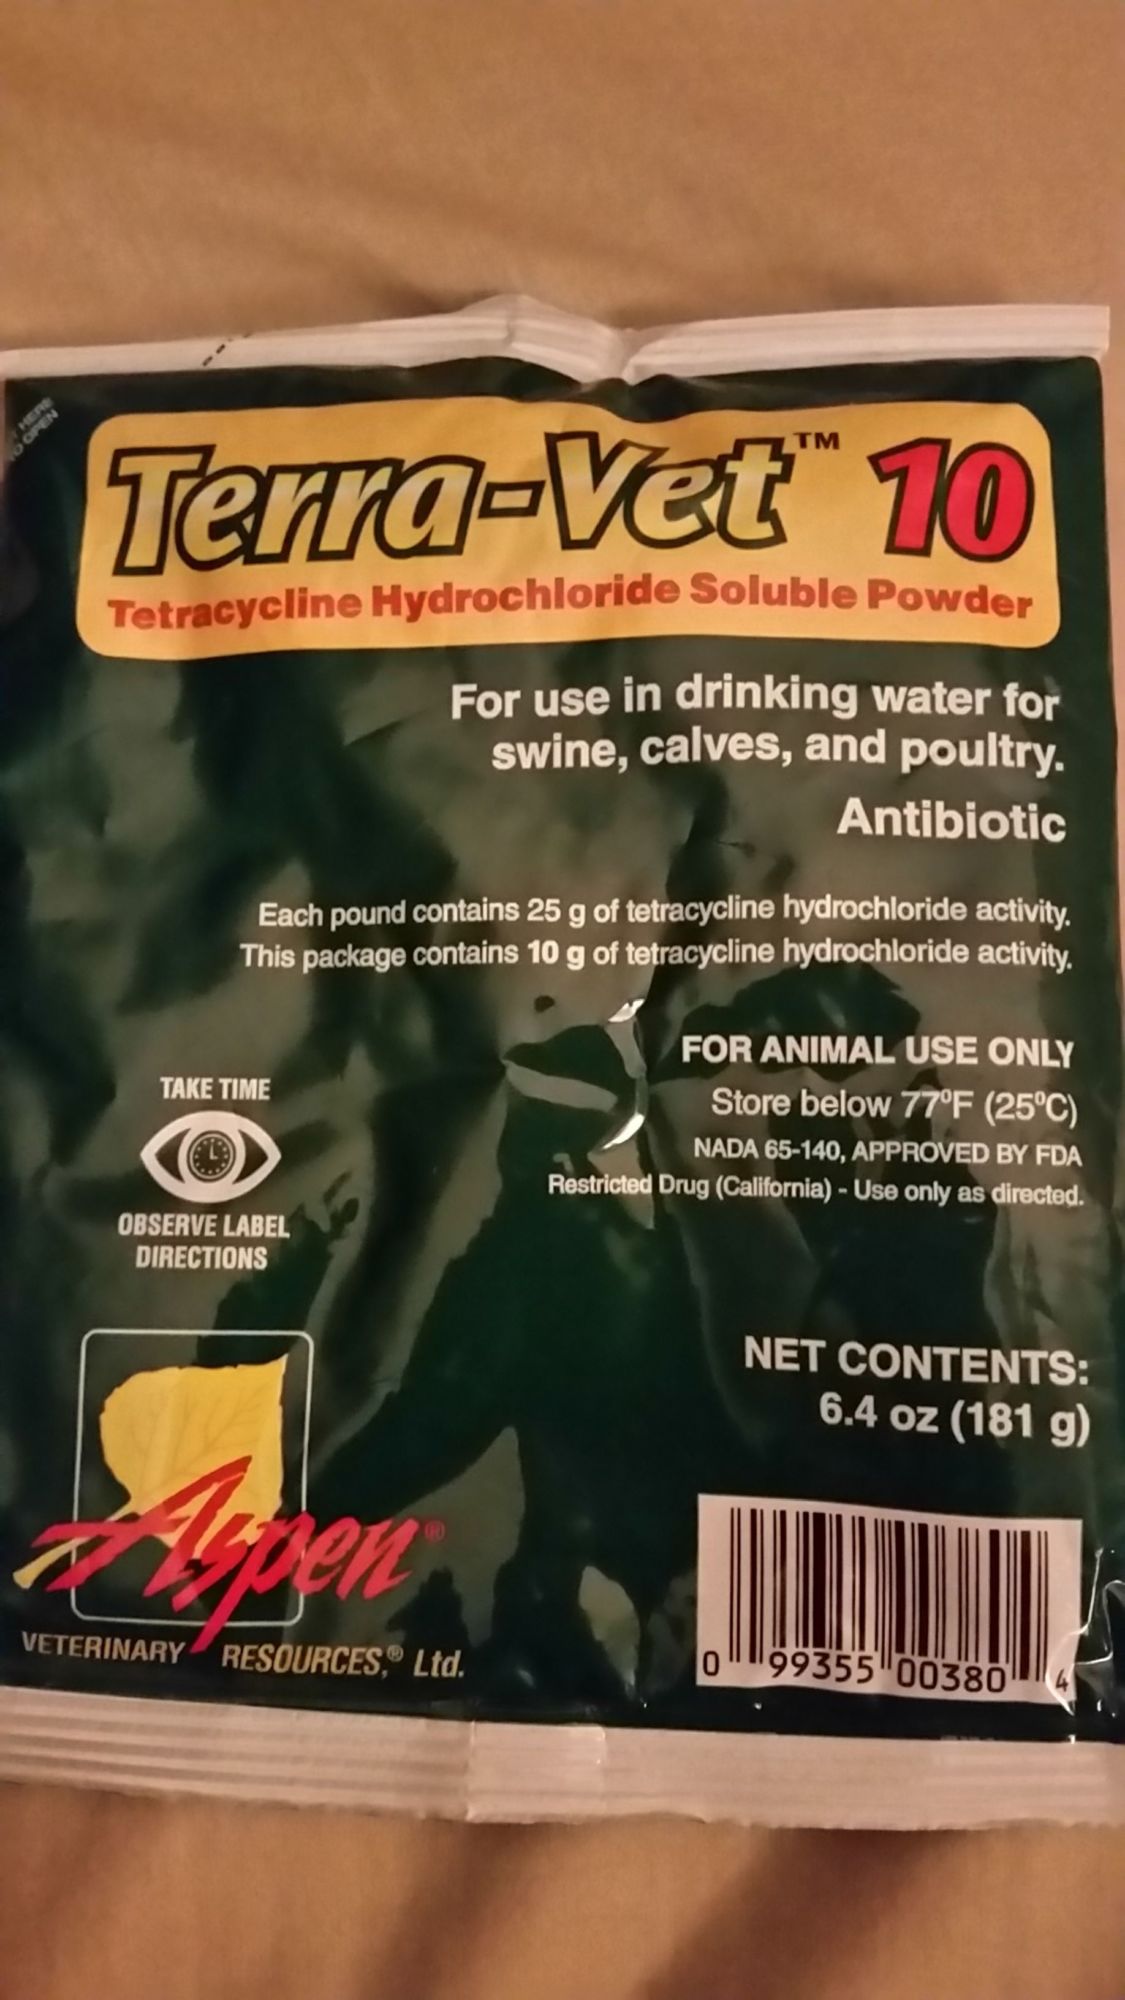 HERE
TO OPEN
Terra-Vet™ 10
Tetracycline Hydrochloride Soluble Powder
For use in drinking water for
swine, calves, and poultry.
Antibiotic
Each pound contains 25 g of tetracycline hydrochloride activity.
This package contains 10 g of tetracycline hydrochloride activity.
FOR ANIMAL USE ONLY
Store below 77°F (25°C)
NADA 65-140, APPROVED BY FDA
Restricted Drug (California) - Use only as directed.
TAKE TIME
OBSERVE LABEL
DIRECTIONS
NET CONTENTS:
6.4 oz (181 g)
Aspen®
VETERINARY RESOURCES,® Ltd.
0 99355 00380 4